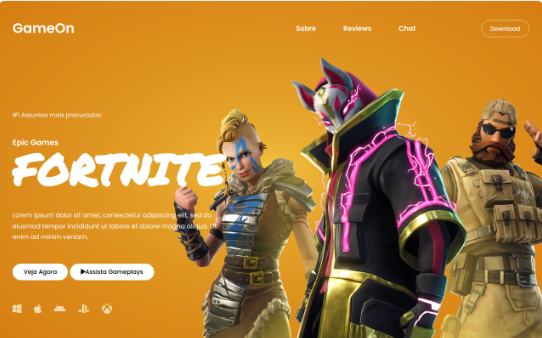 GameOn
Sobre Reviews Chat Download
#1 Assuntos mais procurados:
Epic Games
FORTNITE
Lorem ipsum dolor sit amet, consectetur adipiscing elit, sed do
eiusmod tempor incididunt ut labore et dolore magna aliqua. Ut
enim ad minim veniam.
Veja Agora ▶Assista Gameplays